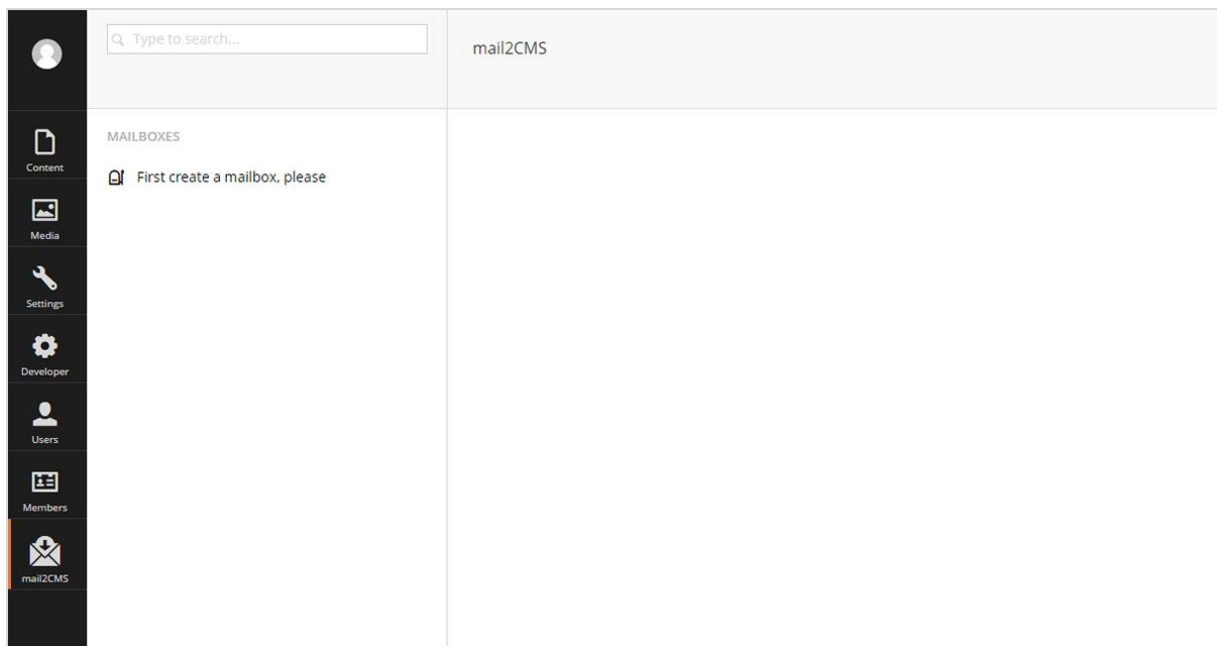 Type to search...
mail2CMS
MAILBOXES
First create a mailbox, please
Content
Media
Settings
Developer
Users
Members
mail2CMS